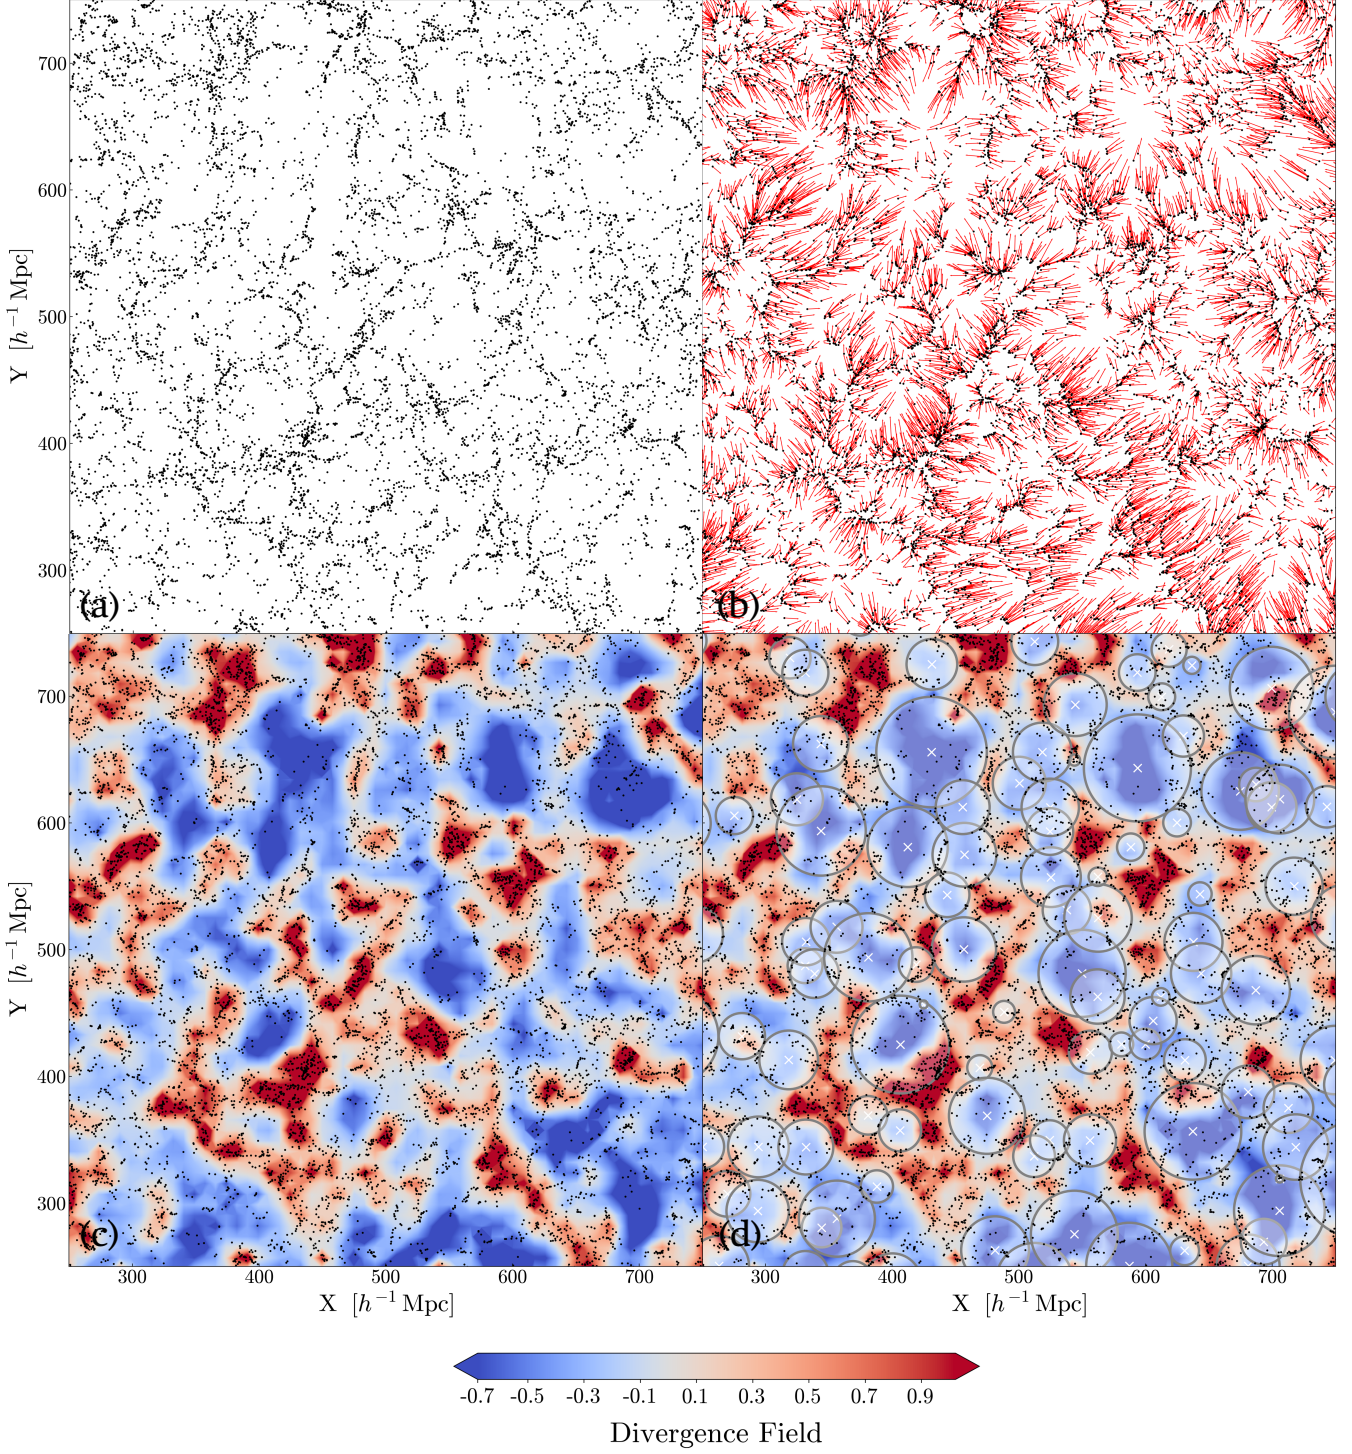 700
600
500
400
300
Y [h⁻¹ Mpc]
(a)
(b)
700
600
500
400
300
Y [h⁻¹ Mpc]
(c)
(d)
300 400 500 600 700
300 400 500 600 700
X [h⁻¹ Mpc]
X [h⁻¹ Mpc]
-0.7 -0.5 -0.3 -0.1 0.1 0.3 0.5 0.7 0.9
Divergence Field